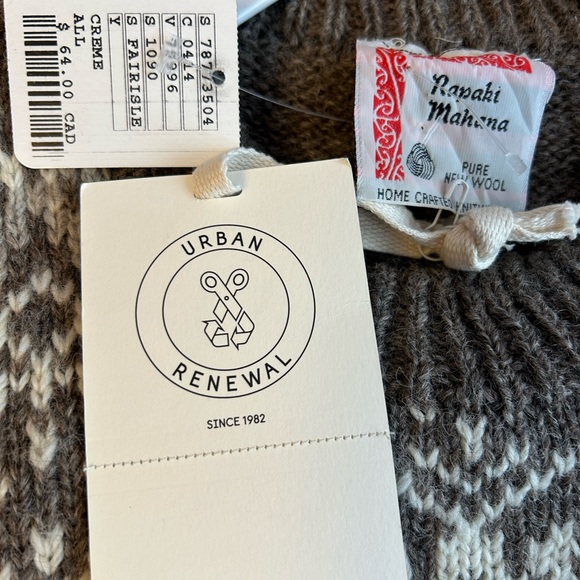 S 78773504
C 0414
V 78996
S 1090
S FAIRISLE
Y
CREME
ALL
$ 64.00 CAD
Rapaki
Mahana
PURE
NEW WOOL
HOME CRAFTED
URBAN
RENEWAL
SINCE 1982